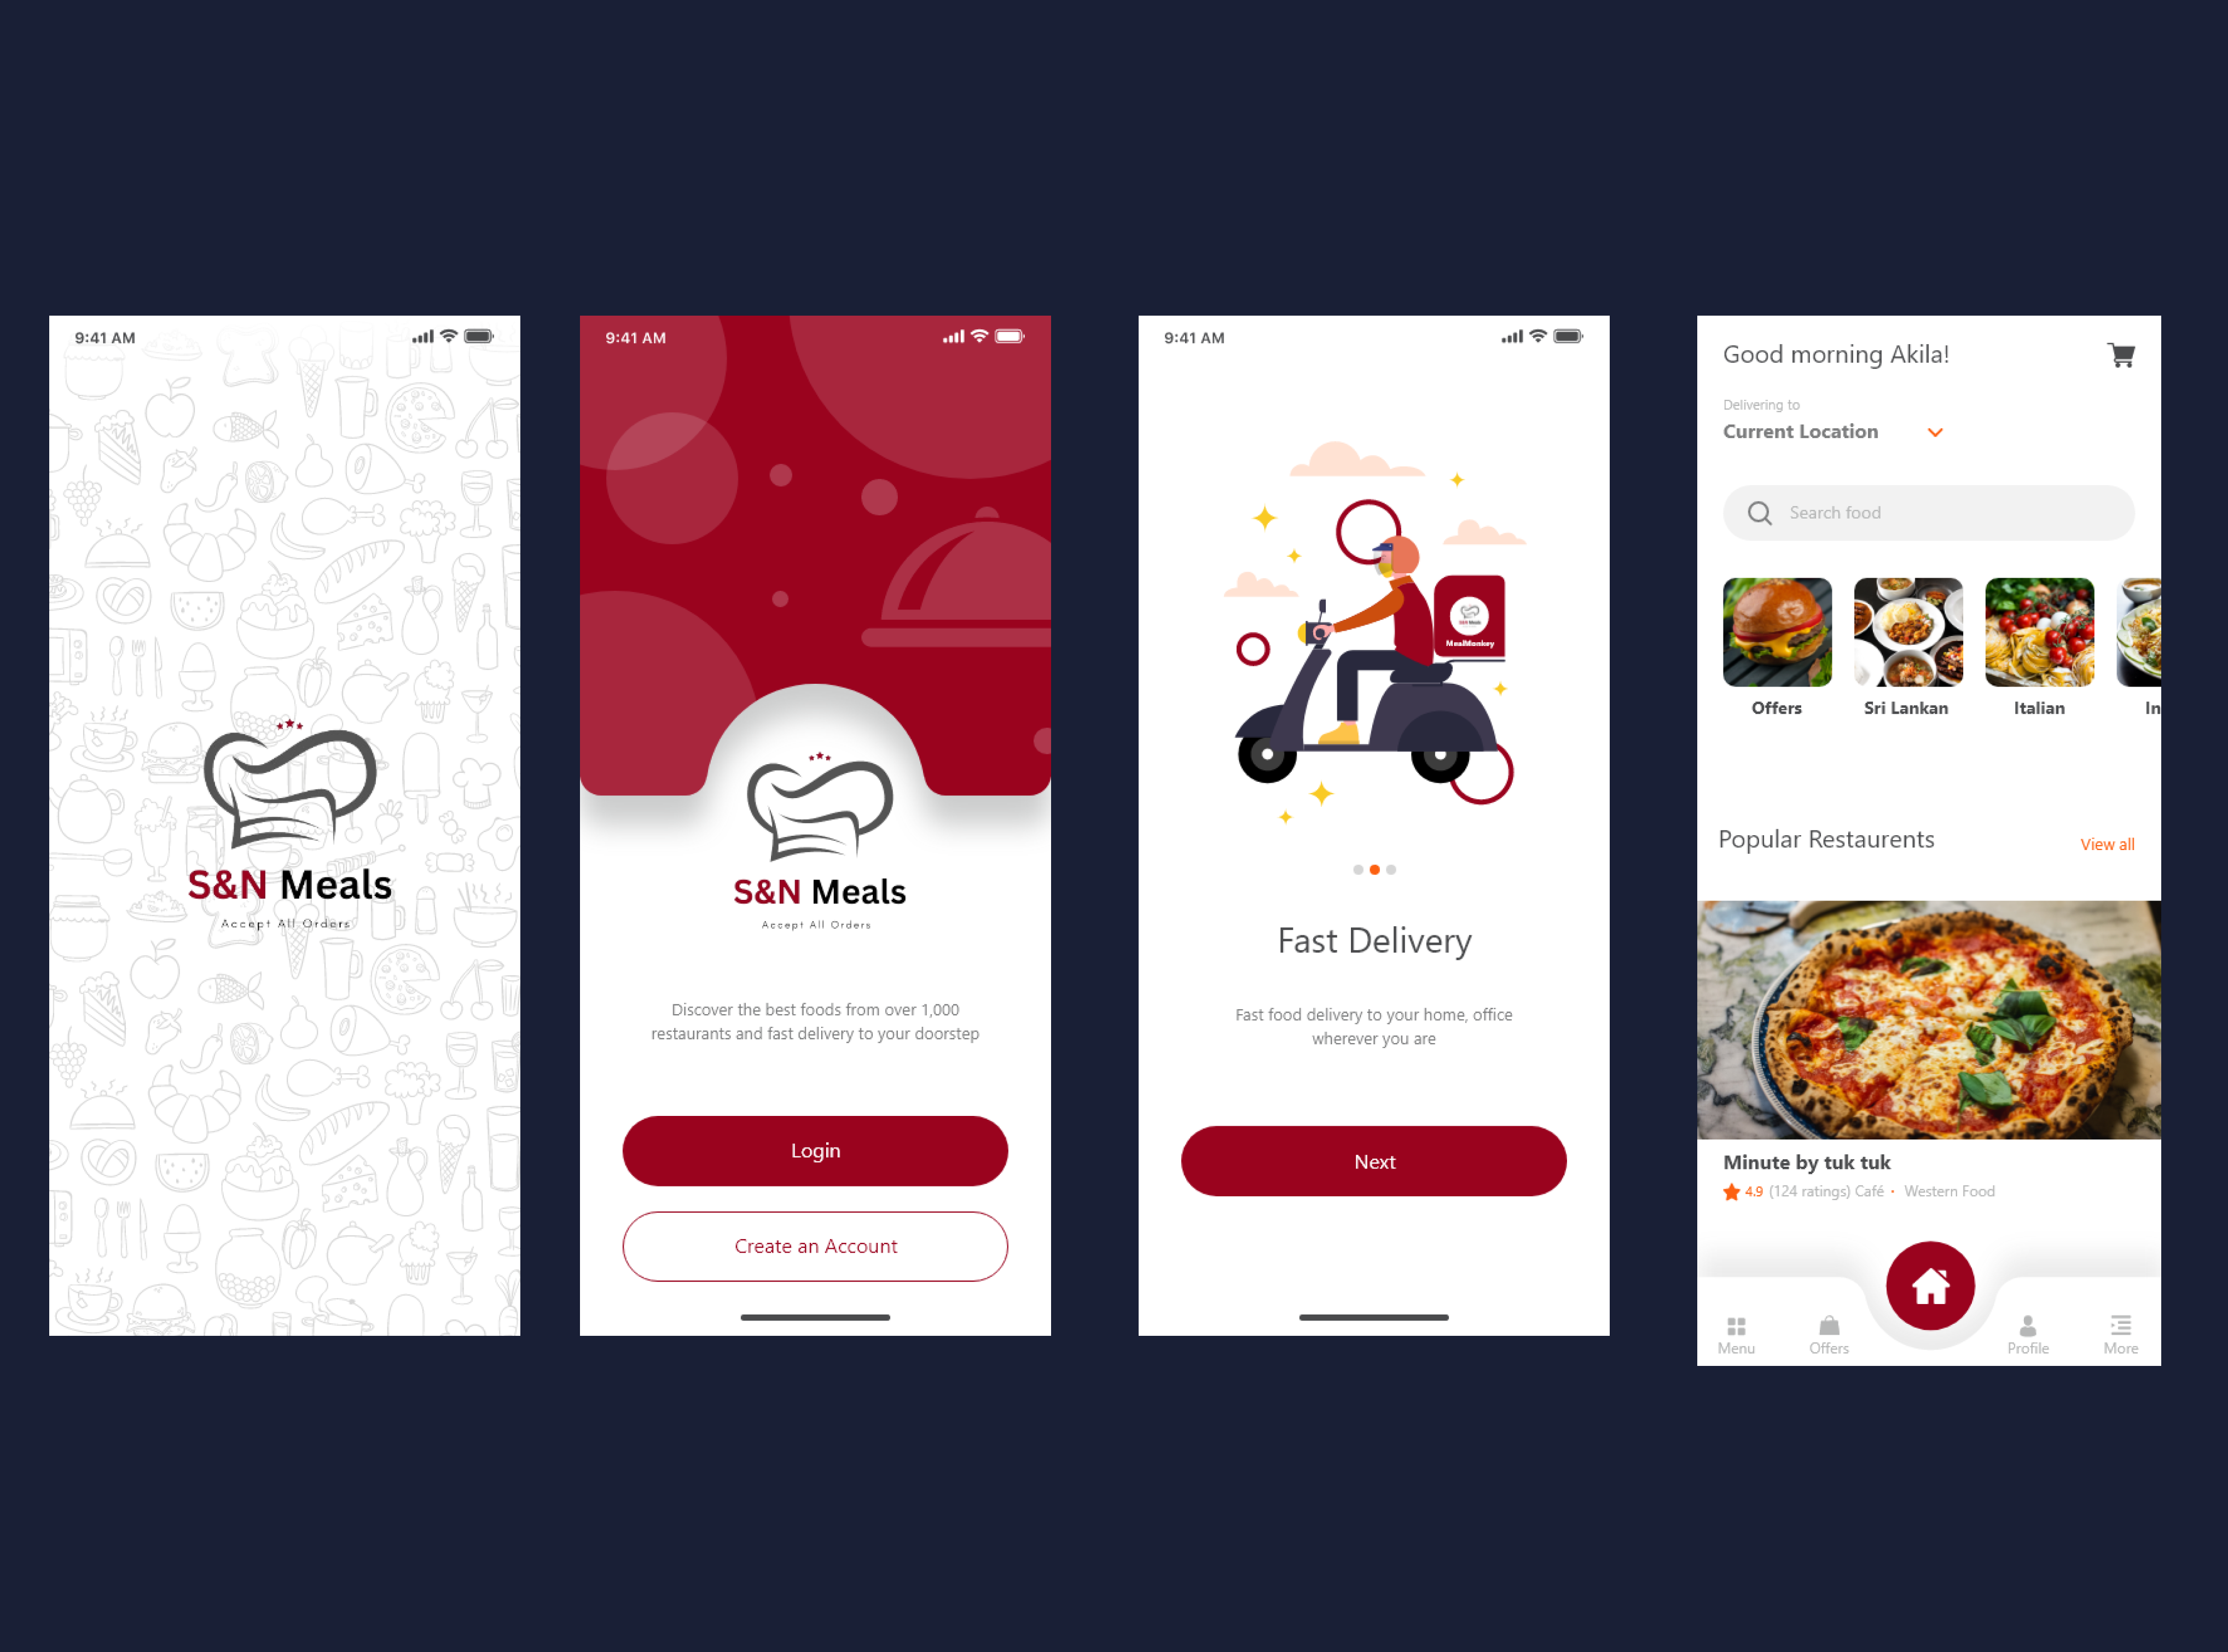 9:41 AM
S&N Meals
Accept All Orders
9:41 AM
S&N Meals
Accept All Orders
Discover the best foods from over 1,000
restaurants and fast delivery to your doorstep
Login
Create an Account
9:41 AM
S&N Meals
MealMonkey
Fast Delivery
Fast food delivery to your home, office
wherever you are
Next
Good morning Akila!
Delivering to
Current Location
Search food
Offers Sri Lankan Italian In
Popular Restaurents View all
Minute by tuk tuk
4.9 (124 ratings) Café · Western Food
Menu Offers Profile More